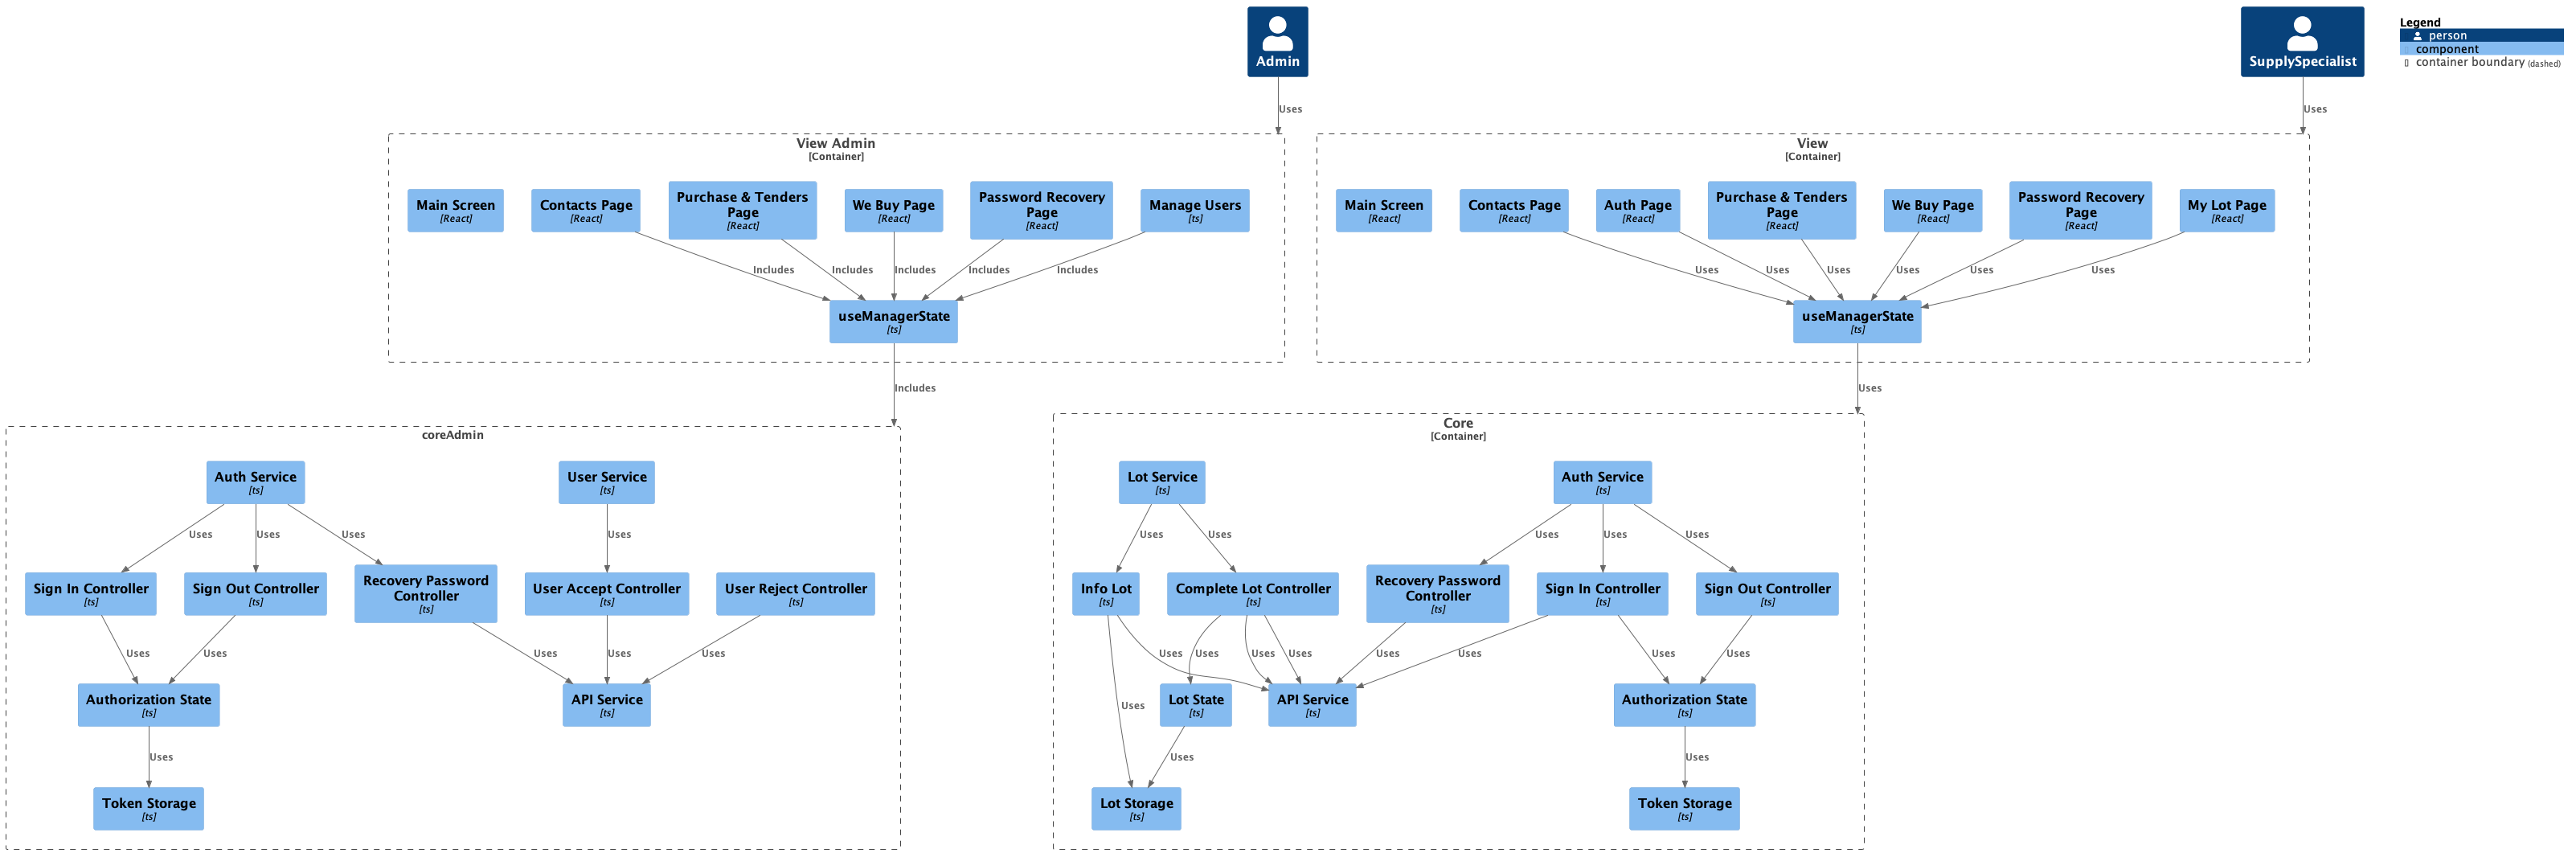 Admin
SupplySpecialist
Legend
person
component
container boundary (dashed)
Uses
Uses
View Admin
[Container]
Main Screen
[React]
Contacts Page
[React]
Purchase & Tenders
Page
[React]
We Buy Page
[React]
Password Recovery
Page
[React]
Manage Users
[ts]
Includes
Includes
Includes
Includes
Includes
useManagerState
[ts]
View
[Container]
Main Screen
[React]
Contacts Page
[React]
Auth Page
[React]
Purchase & Tenders
Page
[React]
We Buy Page
[React]
Password Recovery
Page
[React]
My Lot Page
[React]
Uses
Uses
Uses
Uses
Uses
Uses
useManagerState
[ts]
Includes
Uses
coreAdmin
Auth Service
[ts]
User Service
[ts]
Uses
Uses
Uses
Uses
Sign In Controller
[ts]
Sign Out Controller
[ts]
Recovery Password
Controller
[ts]
User Accept Controller
[ts]
User Reject Controller
[ts]
Uses
Uses
Uses
Uses
Uses
Authorization State
[ts]
API Service
[ts]
Uses
Token Storage
[ts]
Core
[Container]
Lot Service
[ts]
Auth Service
[ts]
Uses
Uses
Uses
Uses
Uses
Info Lot
[ts]
Complete Lot Controller
[ts]
Recovery Password
Controller
[ts]
Sign In Controller
[ts]
Sign Out Controller
[ts]
Uses
Uses
Uses
Uses
Uses
Uses
Uses
Uses
Uses
Lot State
[ts]
API Service
[ts]
Authorization State
[ts]
Uses
Uses
Lot Storage
[ts]
Token Storage
[ts]